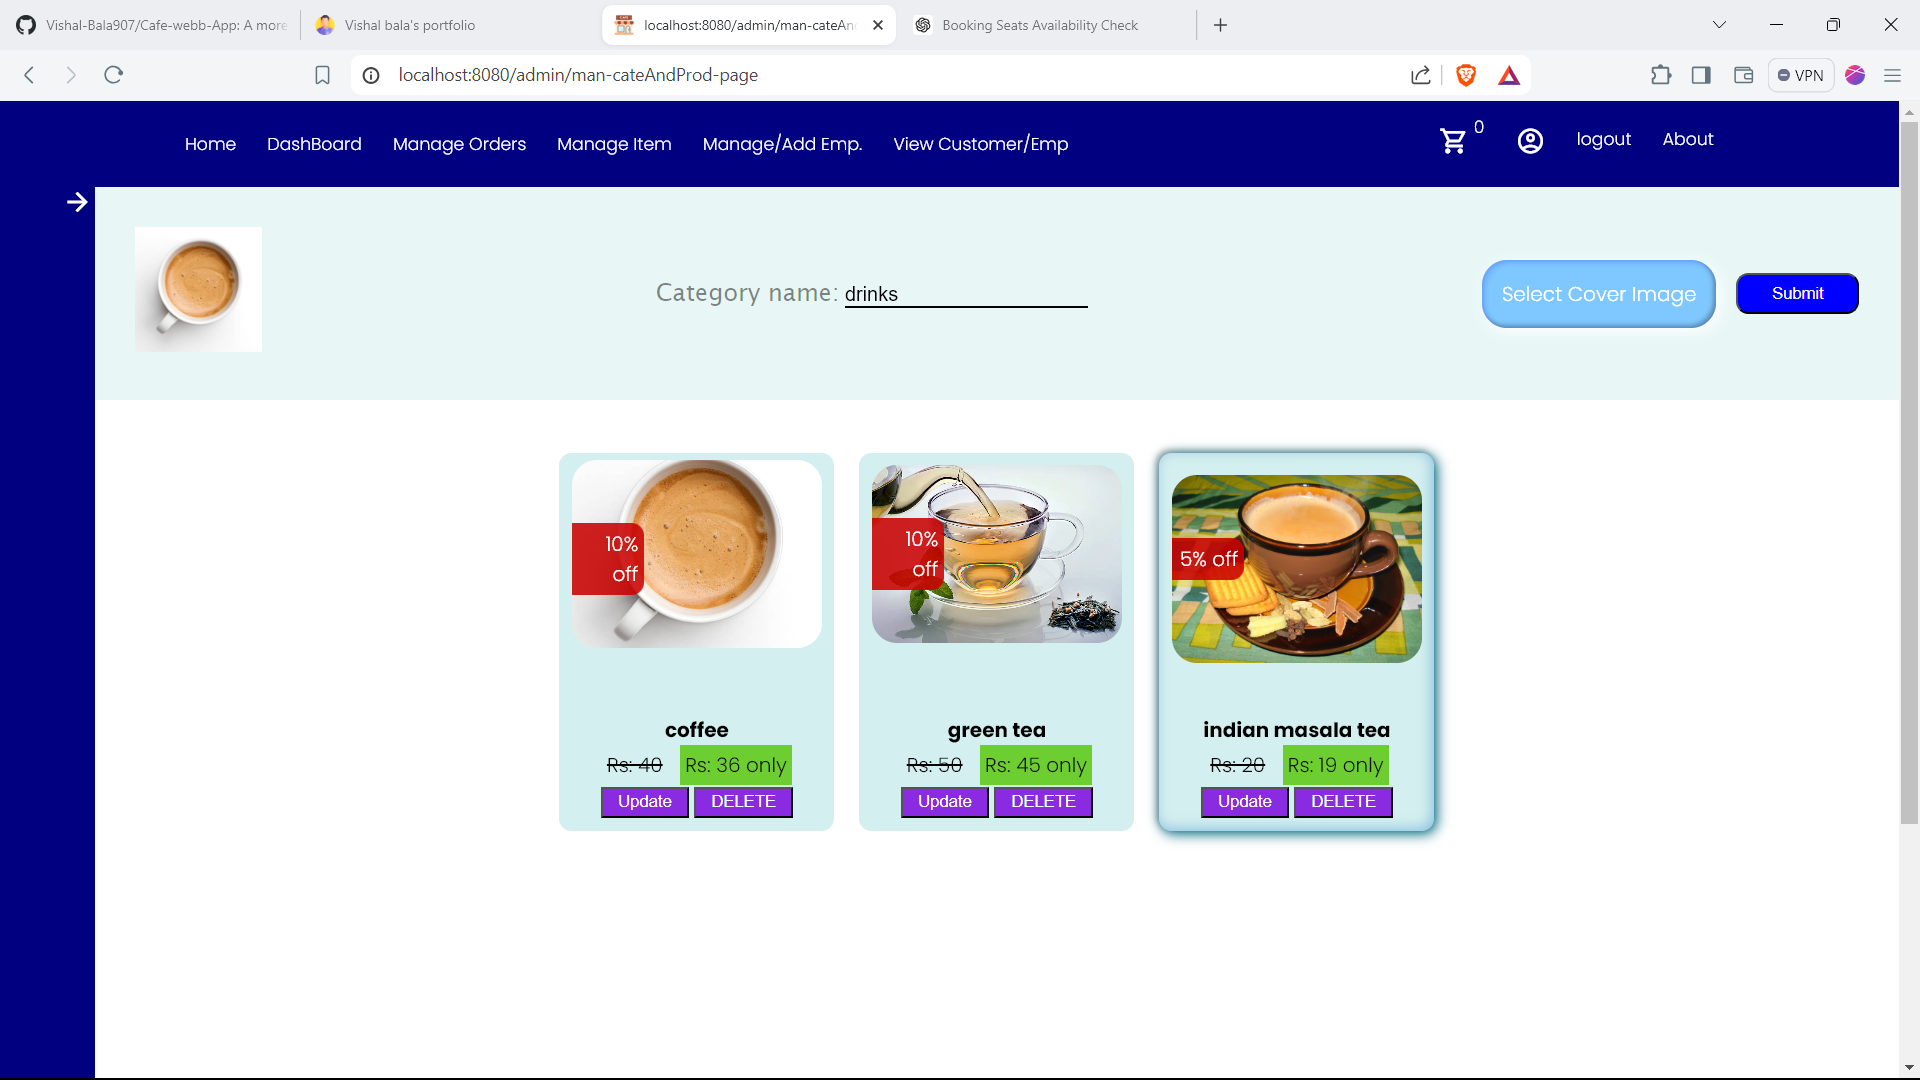 Vishal-Bala907/Cafe-webb-App: A more
Vishal bala's portfolio
localhost:8080/admin/man-cateAn
Booking Seats Availability Check
localhost:8080/admin/man-cateAndProd-page
VPN
Home DashBoard Manage Orders Manage Item Manage/Add Emp. View Customer/Emp
0
logout About
Category name: drinks
Select Cover Image
Submit
10%
off
coffee
Rs: 40 Rs: 36 only
Update DELETE
10%
off
green tea
Rs: 50 Rs: 45 only
Update DELETE
5% off
indian masala tea
Rs: 20 Rs: 19 only
Update DELETE